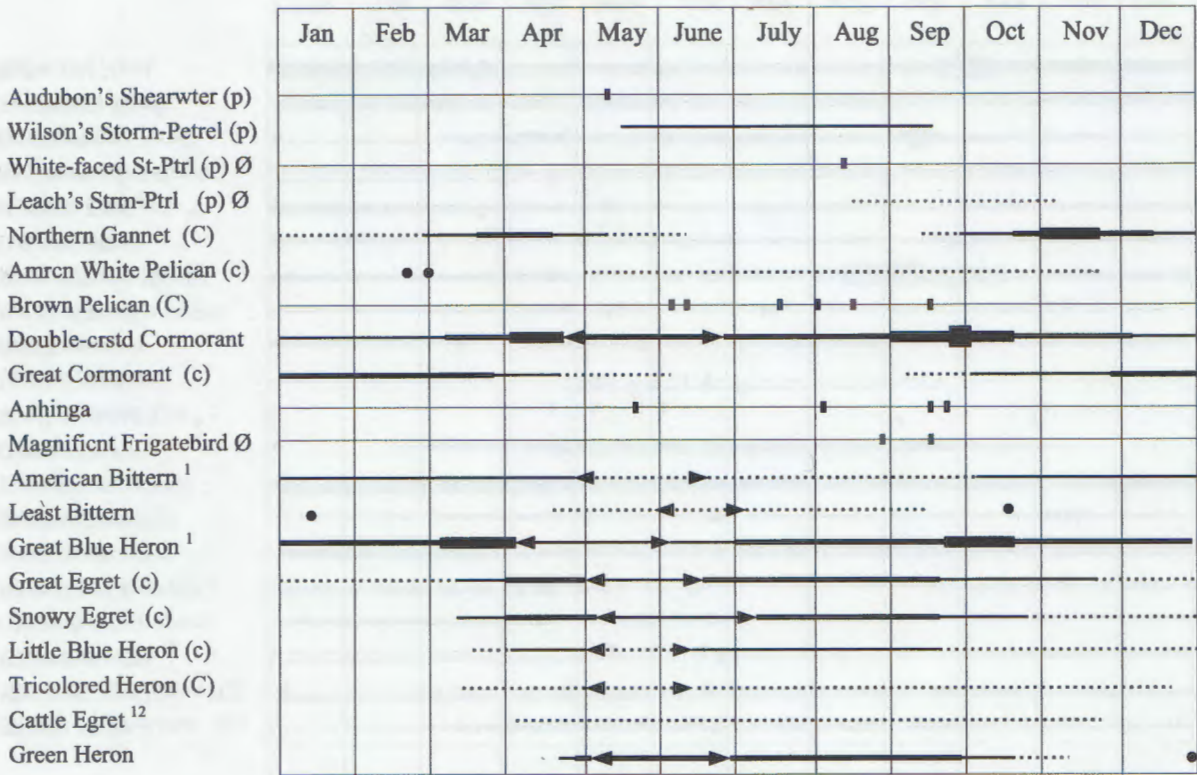 Jan Feb Mar Apr May June July Aug Sep Oct Nov Dec
Audubon's Shearwter (p)
Wilson's Storm-Petrel (p)
White-faced St-Ptrl (p) Ø
Leach's Strm-Ptrl (p) Ø
Northern Gannet (C)
Amrcn White Pelican (c)
Brown Pelican (C)
Double-crstd Cormorant
Great Cormorant (c)
Anhinga
Magnificnt Frigatebird Ø
American Bittern ¹
Least Bittern
Great Blue Heron ¹
Great Egret (c)
Snowy Egret (c)
Little Blue Heron (c)
Tricolored Heron (C)
Cattle Egret ¹²
Green Heron